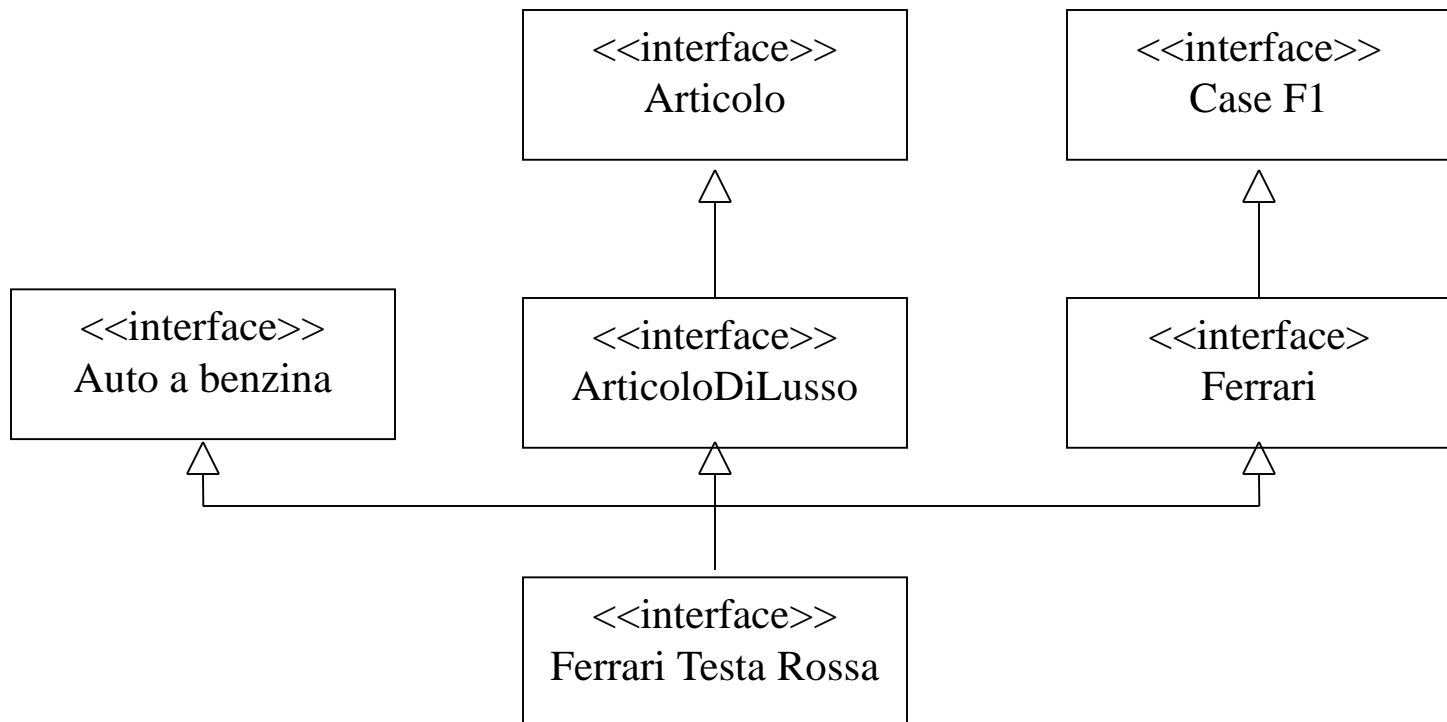 <<interface>>
Articolo
<<interface>>
Case F1
<<interface>>
Auto a benzina
<<interface>>
ArticoloDiLusso
<<interface>
Ferrari
<<interface>>
Ferrari Testa Rossa